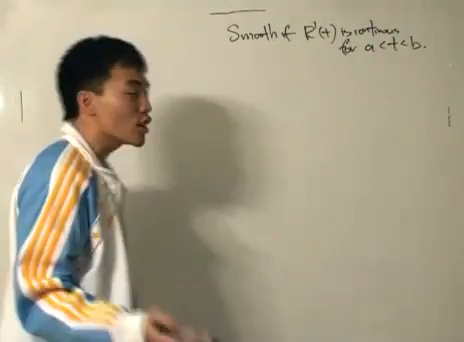 Smooth if R'(t) is continuous
for a < t < b.